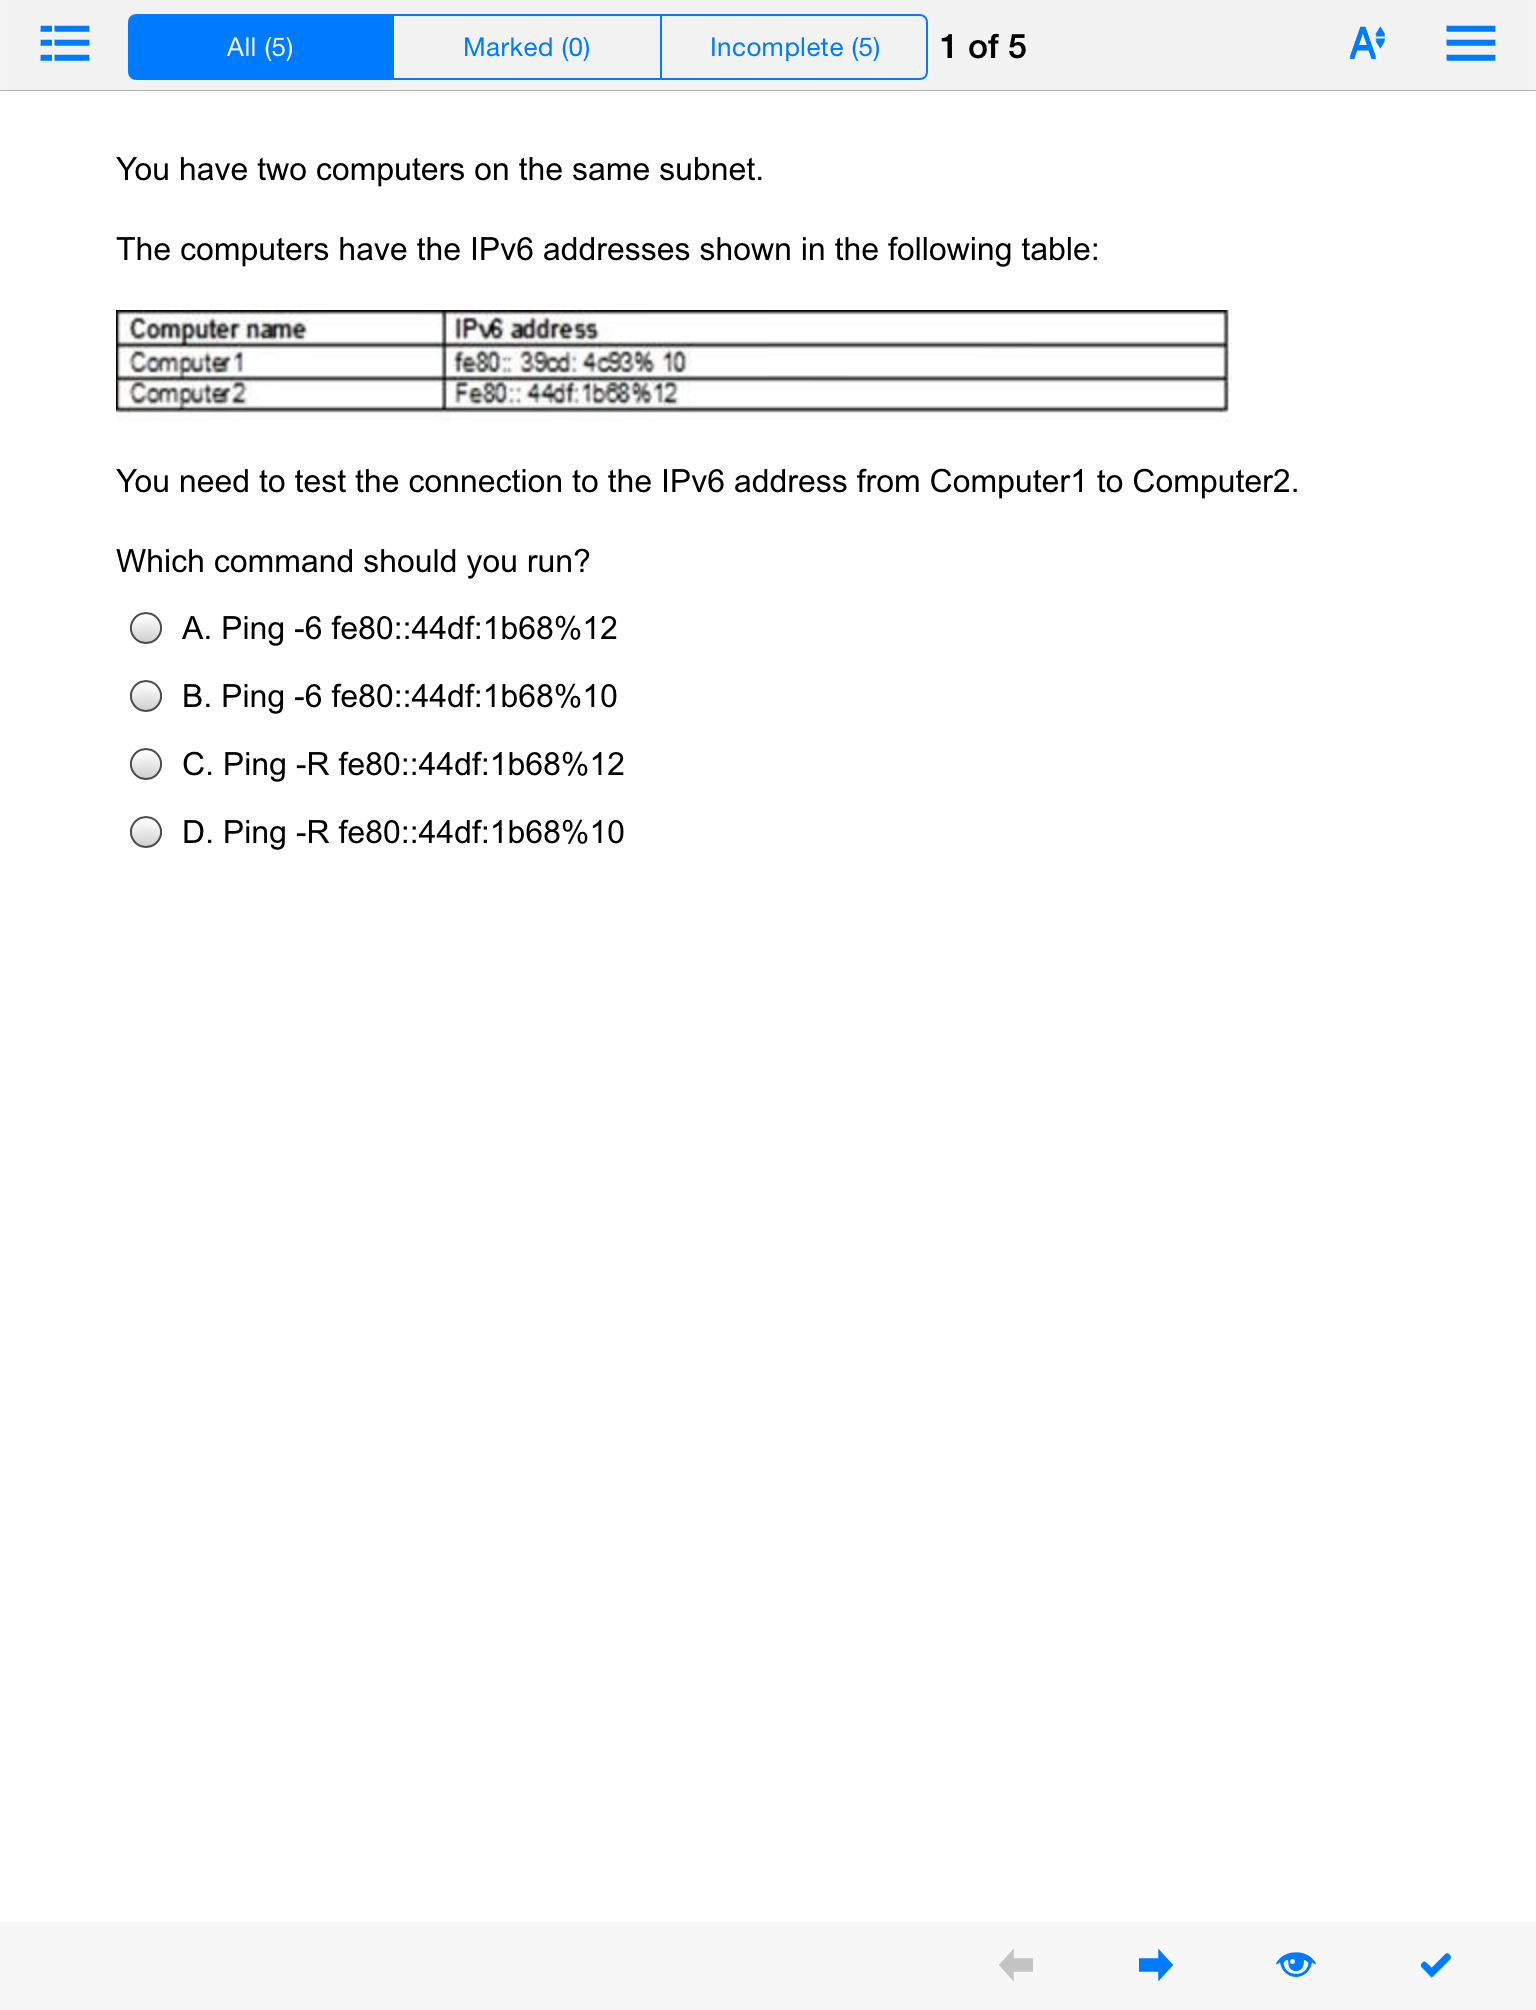 All (5) Marked (0) Incomplete (5) 1 of 5 A
You have two computers on the same subnet.
The computers have the IPv6 addresses shown in the following table:
Computer name IPv6 address
Computer1 fe80:: 39cd: 4c93% 10
Computer2 Fe80:: 44df:1b68%12
You need to test the connection to the IPv6 address from Computer1 to Computer2.
Which command should you run?
A. Ping -6 fe80::44df:1b68%12
B. Ping -6 fe80::44df:1b68%10
C. Ping -R fe80::44df:1b68%12
D. Ping -R fe80::44df:1b68%10